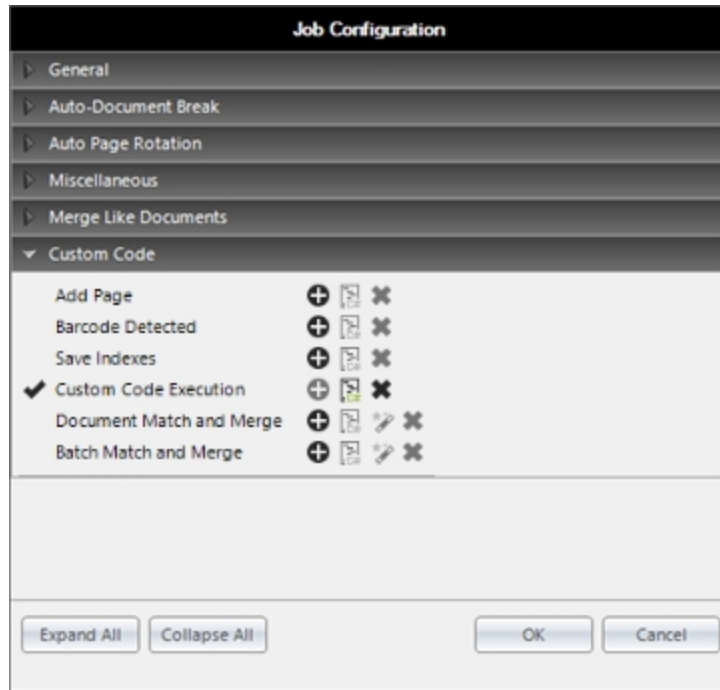 Job Configuration
General
Auto-Document Break
Auto Page Rotation
Miscellaneous
Merge Like Documents
Custom Code
Add Page
Barcode Detected
Save Indexes
Custom Code Execution
Document Match and Merge
Batch Match and Merge
Expand All Collapse All OK Cancel